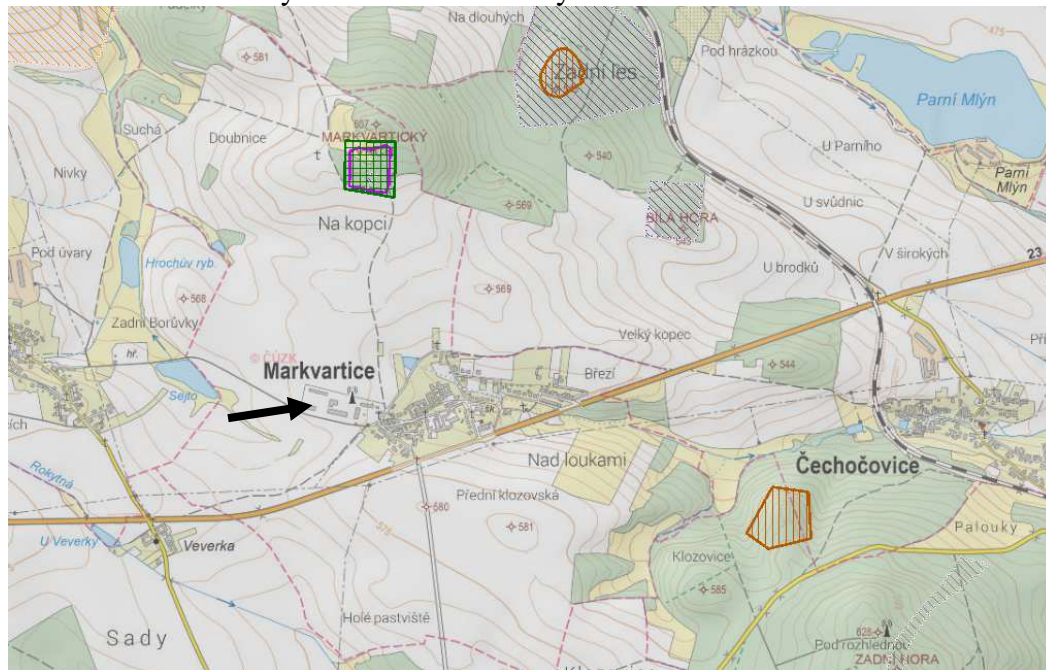 Na dlouhých
Pod hrázkou
475
581
Zadní les
Parní Mlýn
Suchá
Doubnice
607
MARKVARTICKÝ
U Parního
540
Nivky
Parní
Mlýn
569
U svůdnic
Na kopci
BÍLÁ HORA
543
Pod úvary
Hrochův ryb.
V širokých
23
U brodků
568
569
Zadní Borůvky
Velký kopec
hř.
© ČÚZK
544
Markvartice
Březí
Sejto
Nad loukami
Čechočovice
Rokytná
Přední klozovská
580
581
578
Palouky
U Veverky
Veverka
Klozovice
585
Holé pastviště
Sady
Pod rozhlednou
628
ZADNÍ HORA